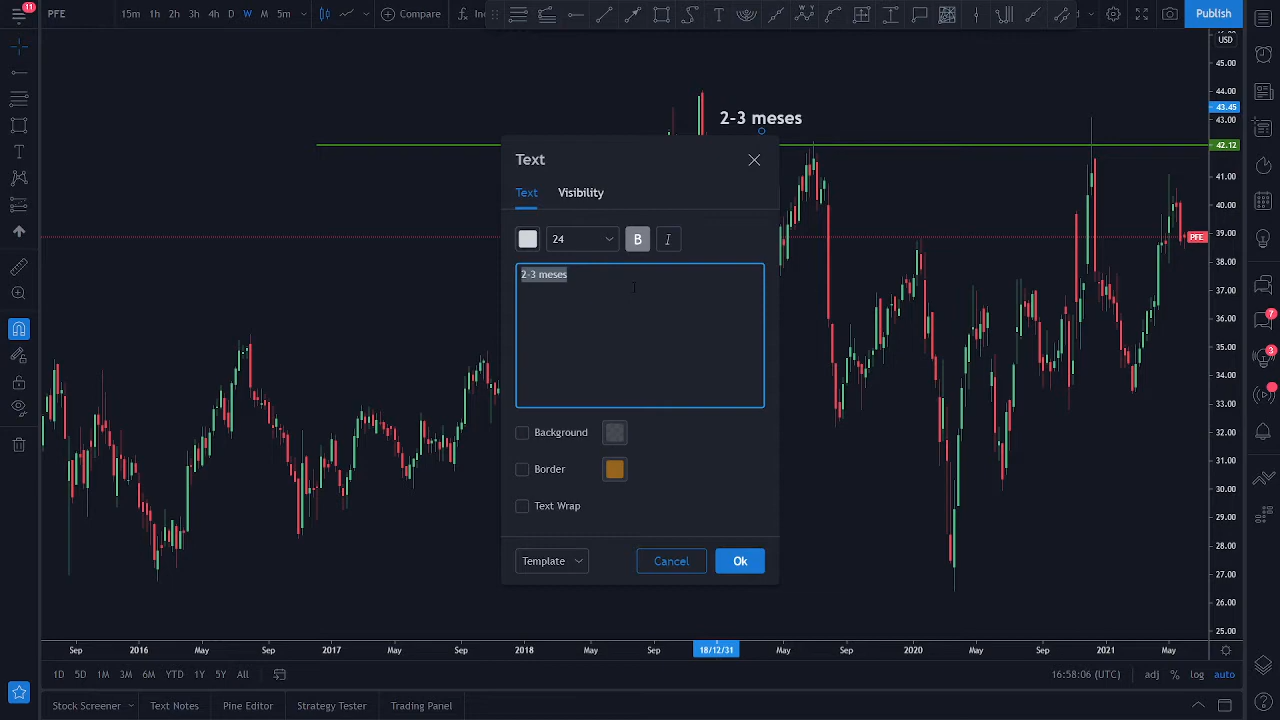 11
PFE
15m 1h 2h 3h 4h D W M 5m
Compare
Publish
USD
45.00
44.00
43.45
43.00
42.12
41.00
40.00
39.00
PFE
38.00
37.00
36.00
35.00
34.00
33.00
32.00
31.00
30.00
29.00
28.00
27.00
26.00
25.00
2-3 meses
Text
Text Visibility
24 B I
2-3 meses
Background
Border
Text Wrap
Template Cancel Ok
7
3
Sep 2016 May Sep 2017 May Sep 2018 May Sep 18/12/31 May Sep 2020 May Sep 2021 May
1D 5D 1M 3M 6M YTD 1Y 5Y All
16:58:06 (UTC) adj % log auto
Stock Screener Text Notes Pine Editor Strategy Tester Trading Panel